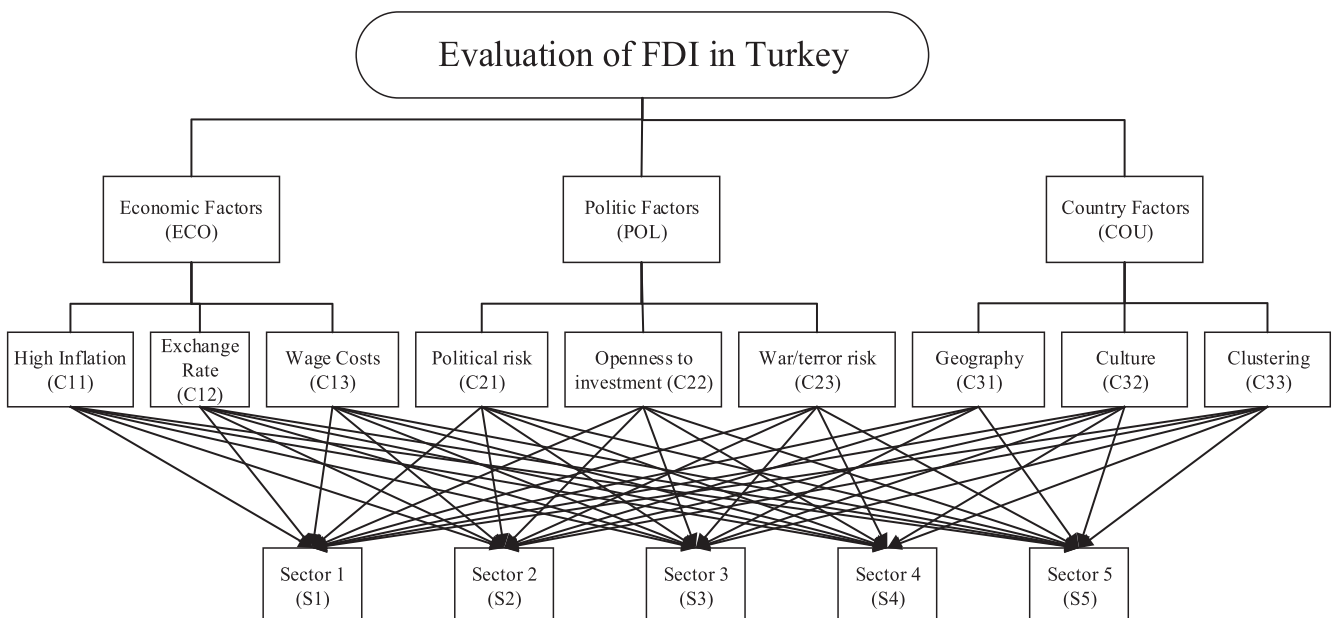 Evaluation of FDI in Turkey
Economic Factors
(ECO)
Politic Factors
(POL)
Country Factors
(COU)
High Inflation
(C11)
Exchange
Rate
(C12)
Wage Costs
(C13)
Political risk
(C21)
Openness to
investment (C22)
War/terror risk
(C23)
Geography
(C31)
Culture
(C32)
Clustering
(C33)
Sector 1
(S1)
Sector 2
(S2)
Sector 3
(S3)
Sector 4
(S4)
Sector 5
(S5)